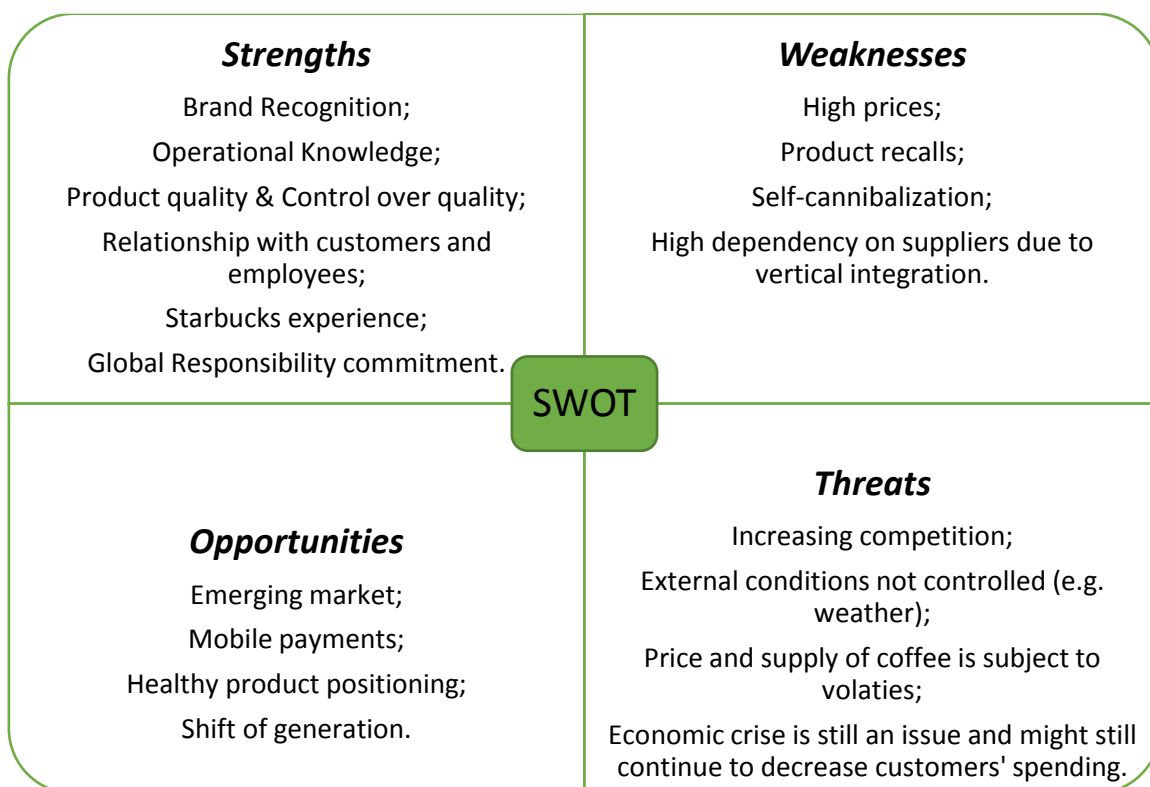 Strengths
Brand Recognition;
Operational Knowledge;
Product quality & Control over quality;
Relationship with customers and
employees;
Starbucks experience;
Global Responsibility commitment.
Weaknesses
High prices;
Product recalls;
Self-cannibalization;
High dependency on suppliers due to
vertical integration.
SWOT
Opportunities
Emerging market;
Mobile payments;
Healthy product positioning;
Shift of generation.
Threats
Increasing competition;
External conditions not controlled (e.g.
weather);
Price and supply of coffee is subject to
volaties;
Economic crise is still an issue and might still
continue to decrease customers' spending.